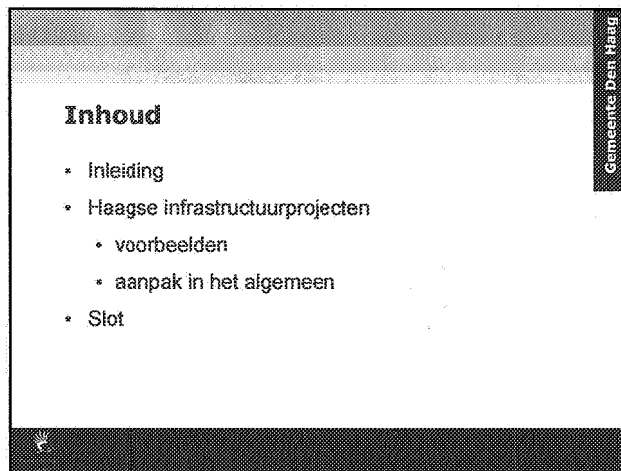 Gemeente Den Haag
Inhoud
• Inleiding
• Haagse infrastructuurprojecten
• voorbeelden
• aanpak in het algemeen
• Slot